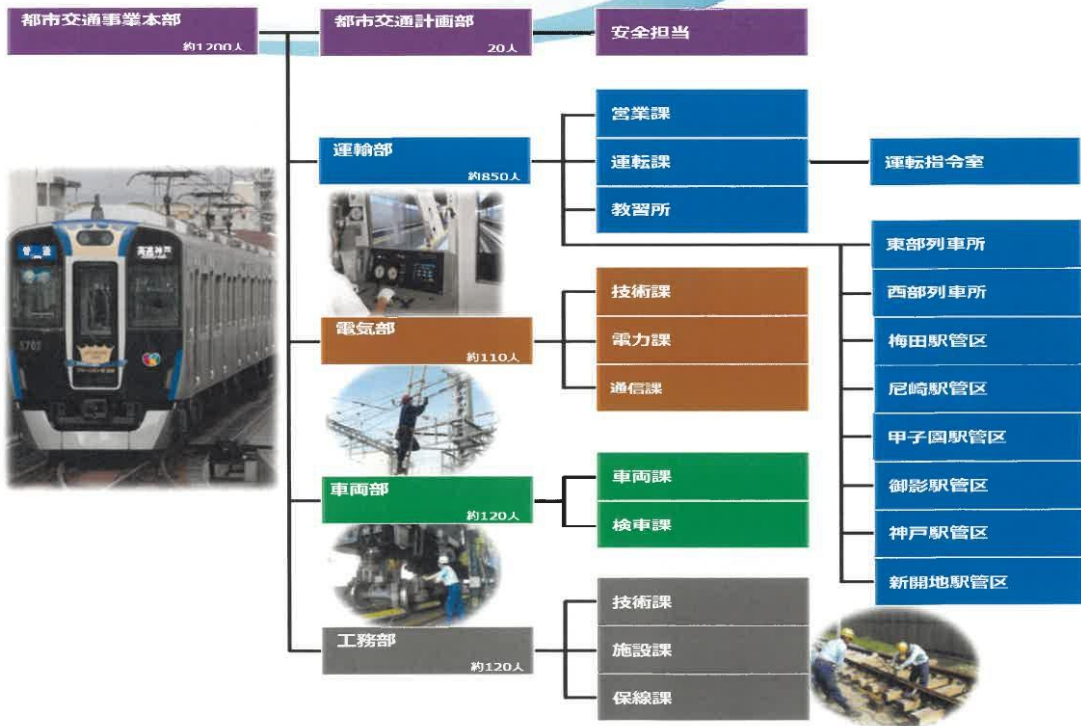 都市交通事業本部
約1200人
都市交通計画部
20人
安全担当
運輸部
約850人
営業課
運転課
教習所
運転指令室
東部列車所
西部列車所
梅田駅管区
尼崎駅管区
甲子園駅管区
御影駅管区
神戸駅管区
新開地駅管区
電気部
約110人
技術課
電力課
通信課
車両部
約120人
車両課
検車課
工務部
約120人
技術課
施設課
保線課
普通
高速神戸
5702